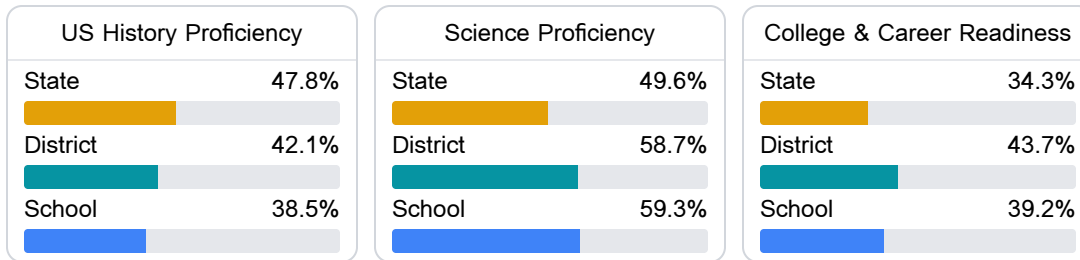 US History Proficiency
State 47.8%
District 42.1%
School 38.5%
Science Proficiency
State 49.6%
District 58.7%
School 59.3%
College & Career Readiness
State 34.3%
District 43.7%
School 39.2%